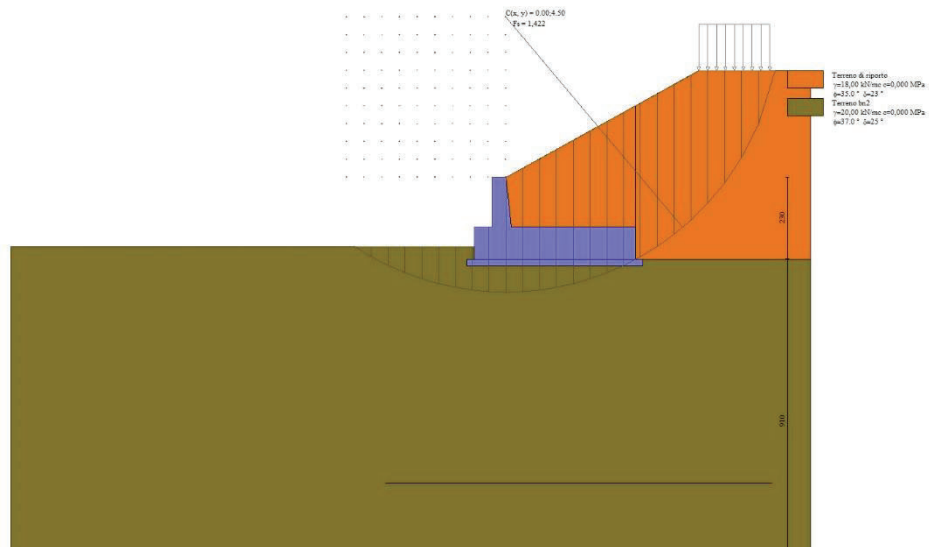 C(x, y) = 0.00;4.50
Fs = 1,422
Terreno di riporto
γ=18,00 kN/mc c=0,000 MPa
ϕ=35.0 ° δ=23 °
Terreno bn2
γ=20,00 kN/mc c=0,000 MPa
ϕ=37.0 ° δ=25 °
230
910